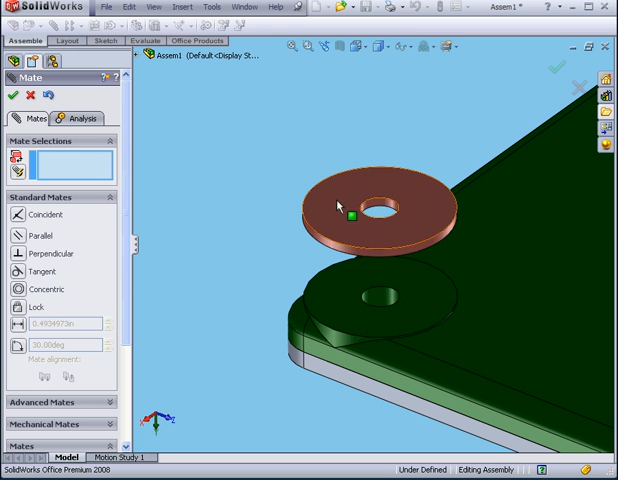 SolidWorks File Edit View Insert Tools Window Assem1 *
Assemble Layout Sketch Evaluate Office Products
Assem1 (Default<Display St...
Mate
Mates Analysis
Mate Selections
Standard Mates
Coincident
Parallel
Perpendicular
Tangent
Concentric
Lock
0.4934973in
30.00deg
Mate alignment:
Advanced Mates
Mechanical Mates
Mates
Model Motion Study 1
SolidWorks Office Premium 2008 Under Defined Editing Assembly
X
Z